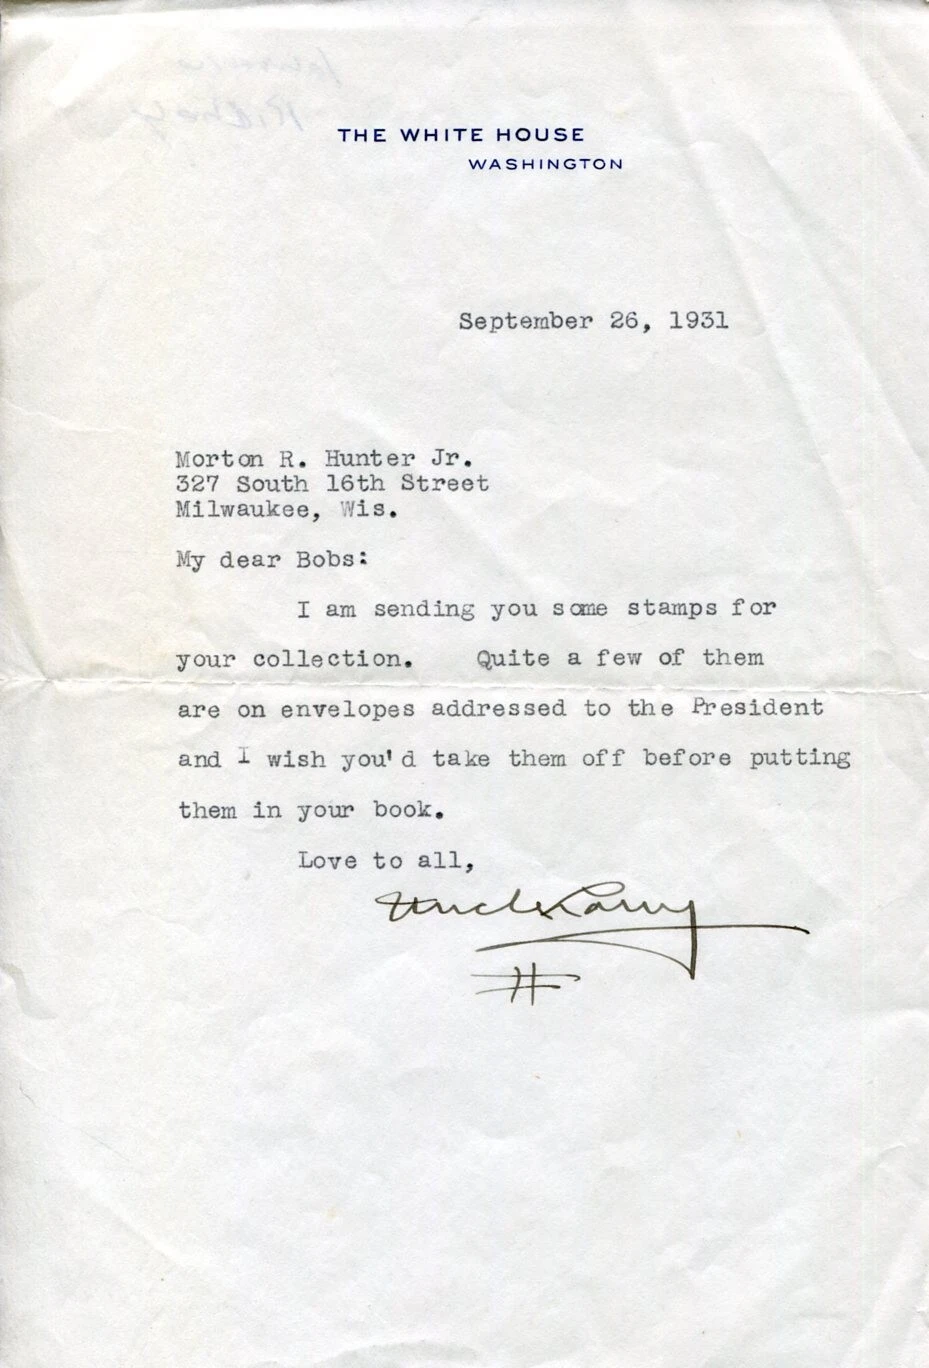 THE WHITE HOUSE
WASHINGTON
September 26, 1931
Morton R. Hunter Jr.
327 South 16th Street
Milwaukee, Wis.
My dear Bobs:
I am sending you some stamps for
your collection. Quite a few of them
are on envelopes addressed to the President
and I wish you'd take them off before putting
them in your book.
Love to all,
Uncle Larry